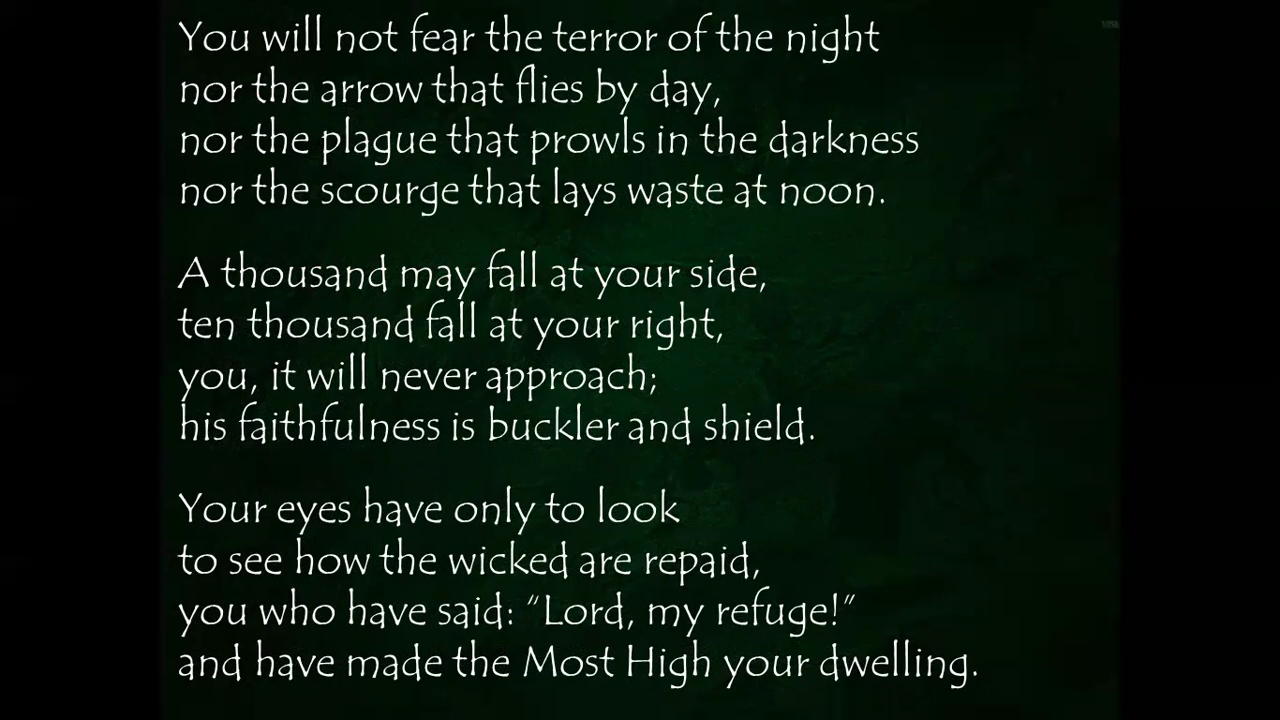 You will not fear the terror of the night
nor the arrow that flies by day,
nor the plague that prowls in the darkness
nor the scourge that lays waste at noon.
A thousand may fall at your side,
ten thousand fall at your right,
you, it will never approach;
his faithfulness is buckler and shield.
Your eyes have only to look
to see how the wicked are repaid,
you who have said: “Lord, my refuge!”
and have made the Most High your dwelling.